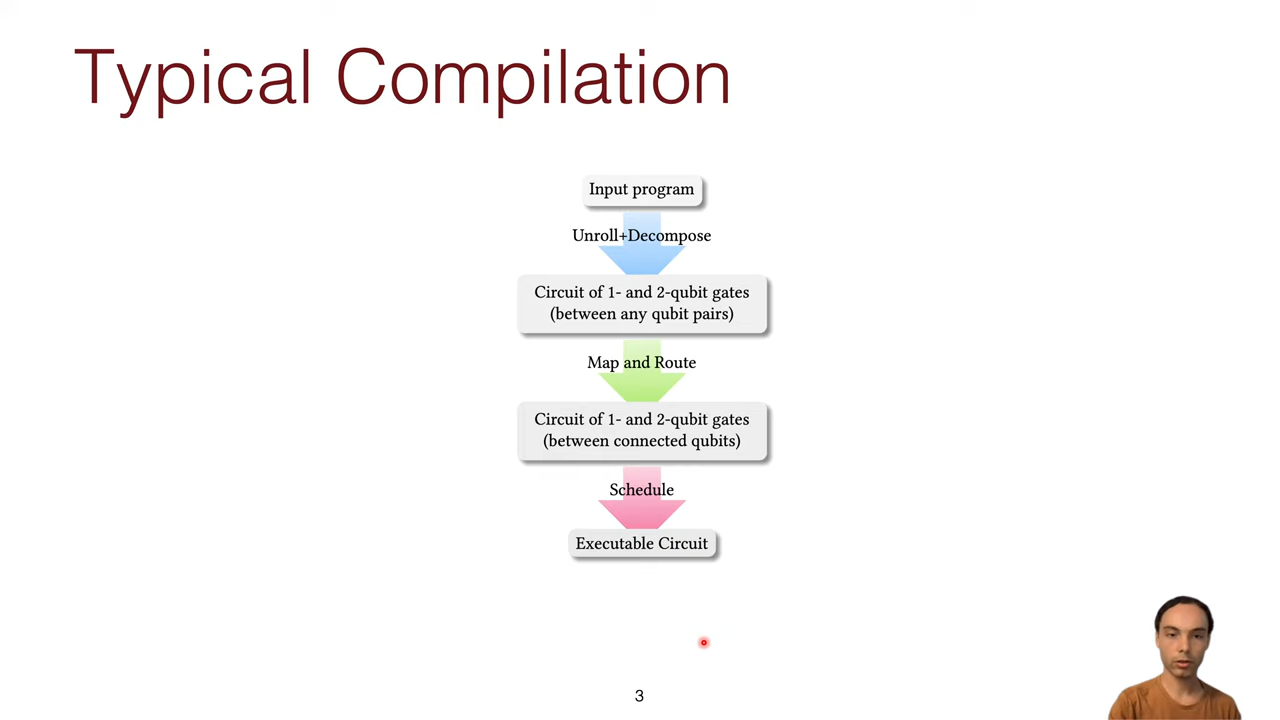 Typical Compilation
Input program
Unroll+Decompose
Circuit of 1- and 2-qubit gates
(between any qubit pairs)
Map and Route
Circuit of 1- and 2-qubit gates
(between connected qubits)
Schedule
Executable Circuit
3